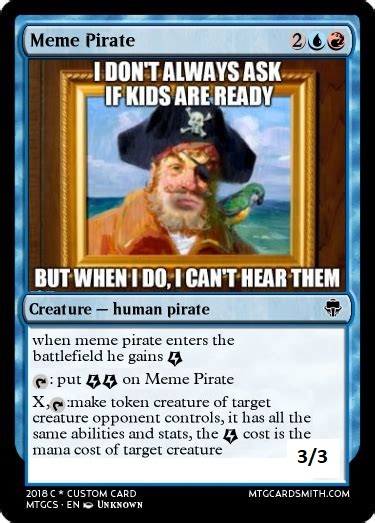 Meme Pirate 2
I DON'T ALWAYS ASK
IF KIDS ARE READY
BUT WHEN I DO, I CAN'T HEAR THEM
Creature — human pirate
when meme pirate enters the
battlefield he gains
: put on Meme Pirate
X, :make token creature of target
creature opponent controls, it has all
the same abilities and stats, the cost is the
mana cost of target creature
3/3
2018 C * CUSTOM CARD
MTGCARDSMITH.COM
MTGCS - EN Unknown